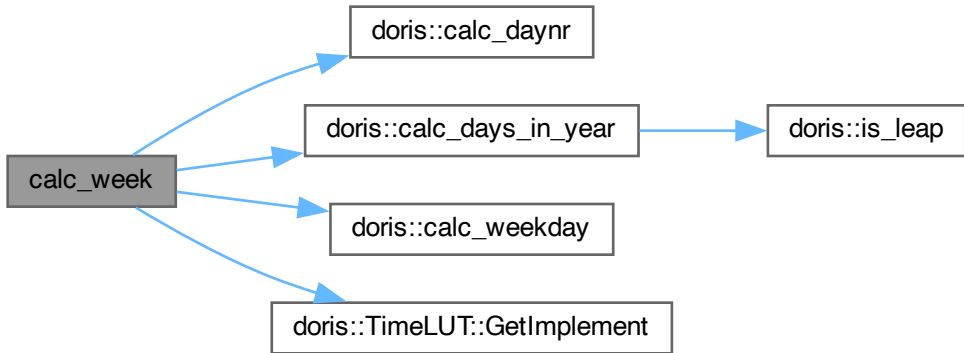 doris::calc_daynr
doris::calc_days_in_year
doris::is_leap
calc_week
doris::calc_weekday
doris::TimeLUT::GetImplement